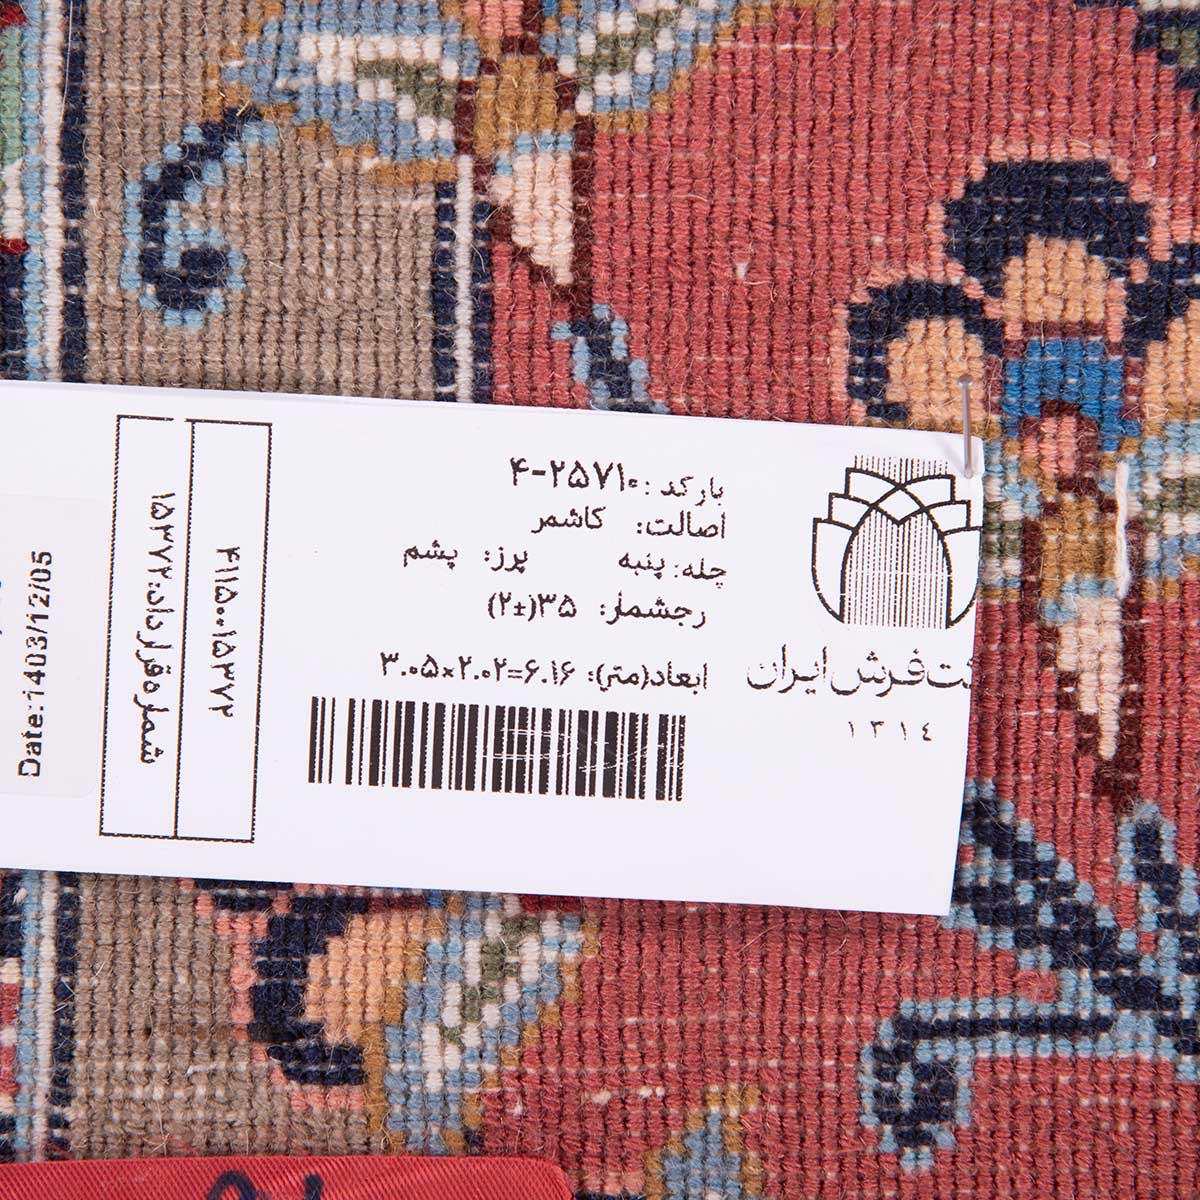 بارکد: ۴-۲۵۷۱۰
اصالت: کاشمر
چله: پنبه پرز: پشم
رجشمار: ۳۵(±۲)
ابعاد(متر): ۳.۰۵×۲.۰۲=۶.۱۶
ت فرش ایران
۱۳۱٤
۴۱۱۵۰۰۱۵۳۷۲
شماره قرارداد: ۱۵۳۷۲
Date:1403/12/05